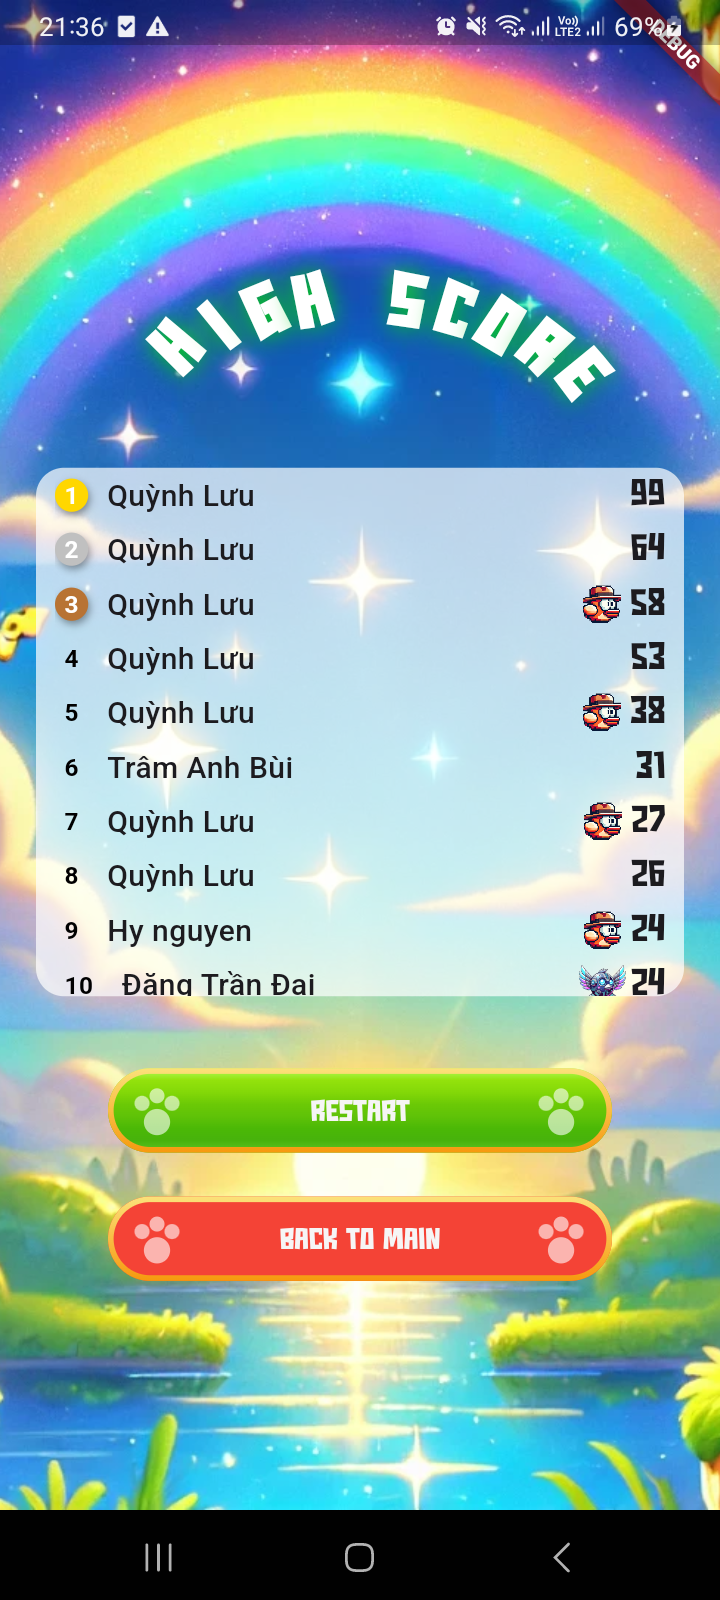 21:36 Vo)) LTE2 69%
DEBUG
HIGH SCORE
1 Quỳnh Lưu 99
2 Quỳnh Lưu 64
3 Quỳnh Lưu 58
4 Quỳnh Lưu 53
5 Quỳnh Lưu 38
6 Trâm Anh Bùi 31
7 Quỳnh Lưu 27
8 Quỳnh Lưu 26
9 Hy nguyen 24
10 Đăng Trần Đại 24
RESTART
BACK TO MAIN